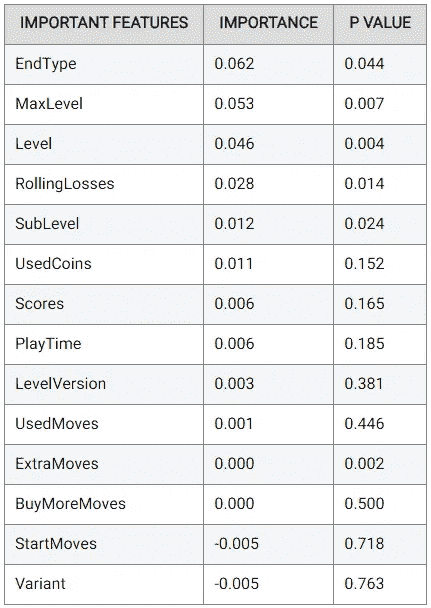 IMPORTANT FEATURES IMPORTANCE P VALUE
EndType 0.062 0.044
MaxLevel 0.053 0.007
Level 0.046 0.004
RollingLosses 0.028 0.014
SubLevel 0.012 0.024
UsedCoins 0.011 0.152
Scores 0.006 0.165
PlayTime 0.006 0.185
LevelVersion 0.003 0.381
UsedMoves 0.001 0.446
ExtraMoves 0.000 0.002
BuyMoreMoves 0.000 0.500
StartMoves -0.005 0.718
Variant -0.005 0.763